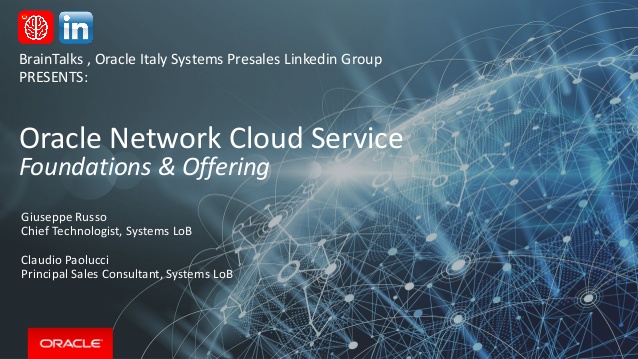 in
BrainTalks , Oracle Italy Systems Presales Linkedin Group
PRESENTS:
Oracle Network Cloud Service
Foundations & Offering
Giuseppe Russo
Chief Technologist, Systems LoB
Claudio Paolucci
Principal Sales Consultant, Systems LoB
ORACLE